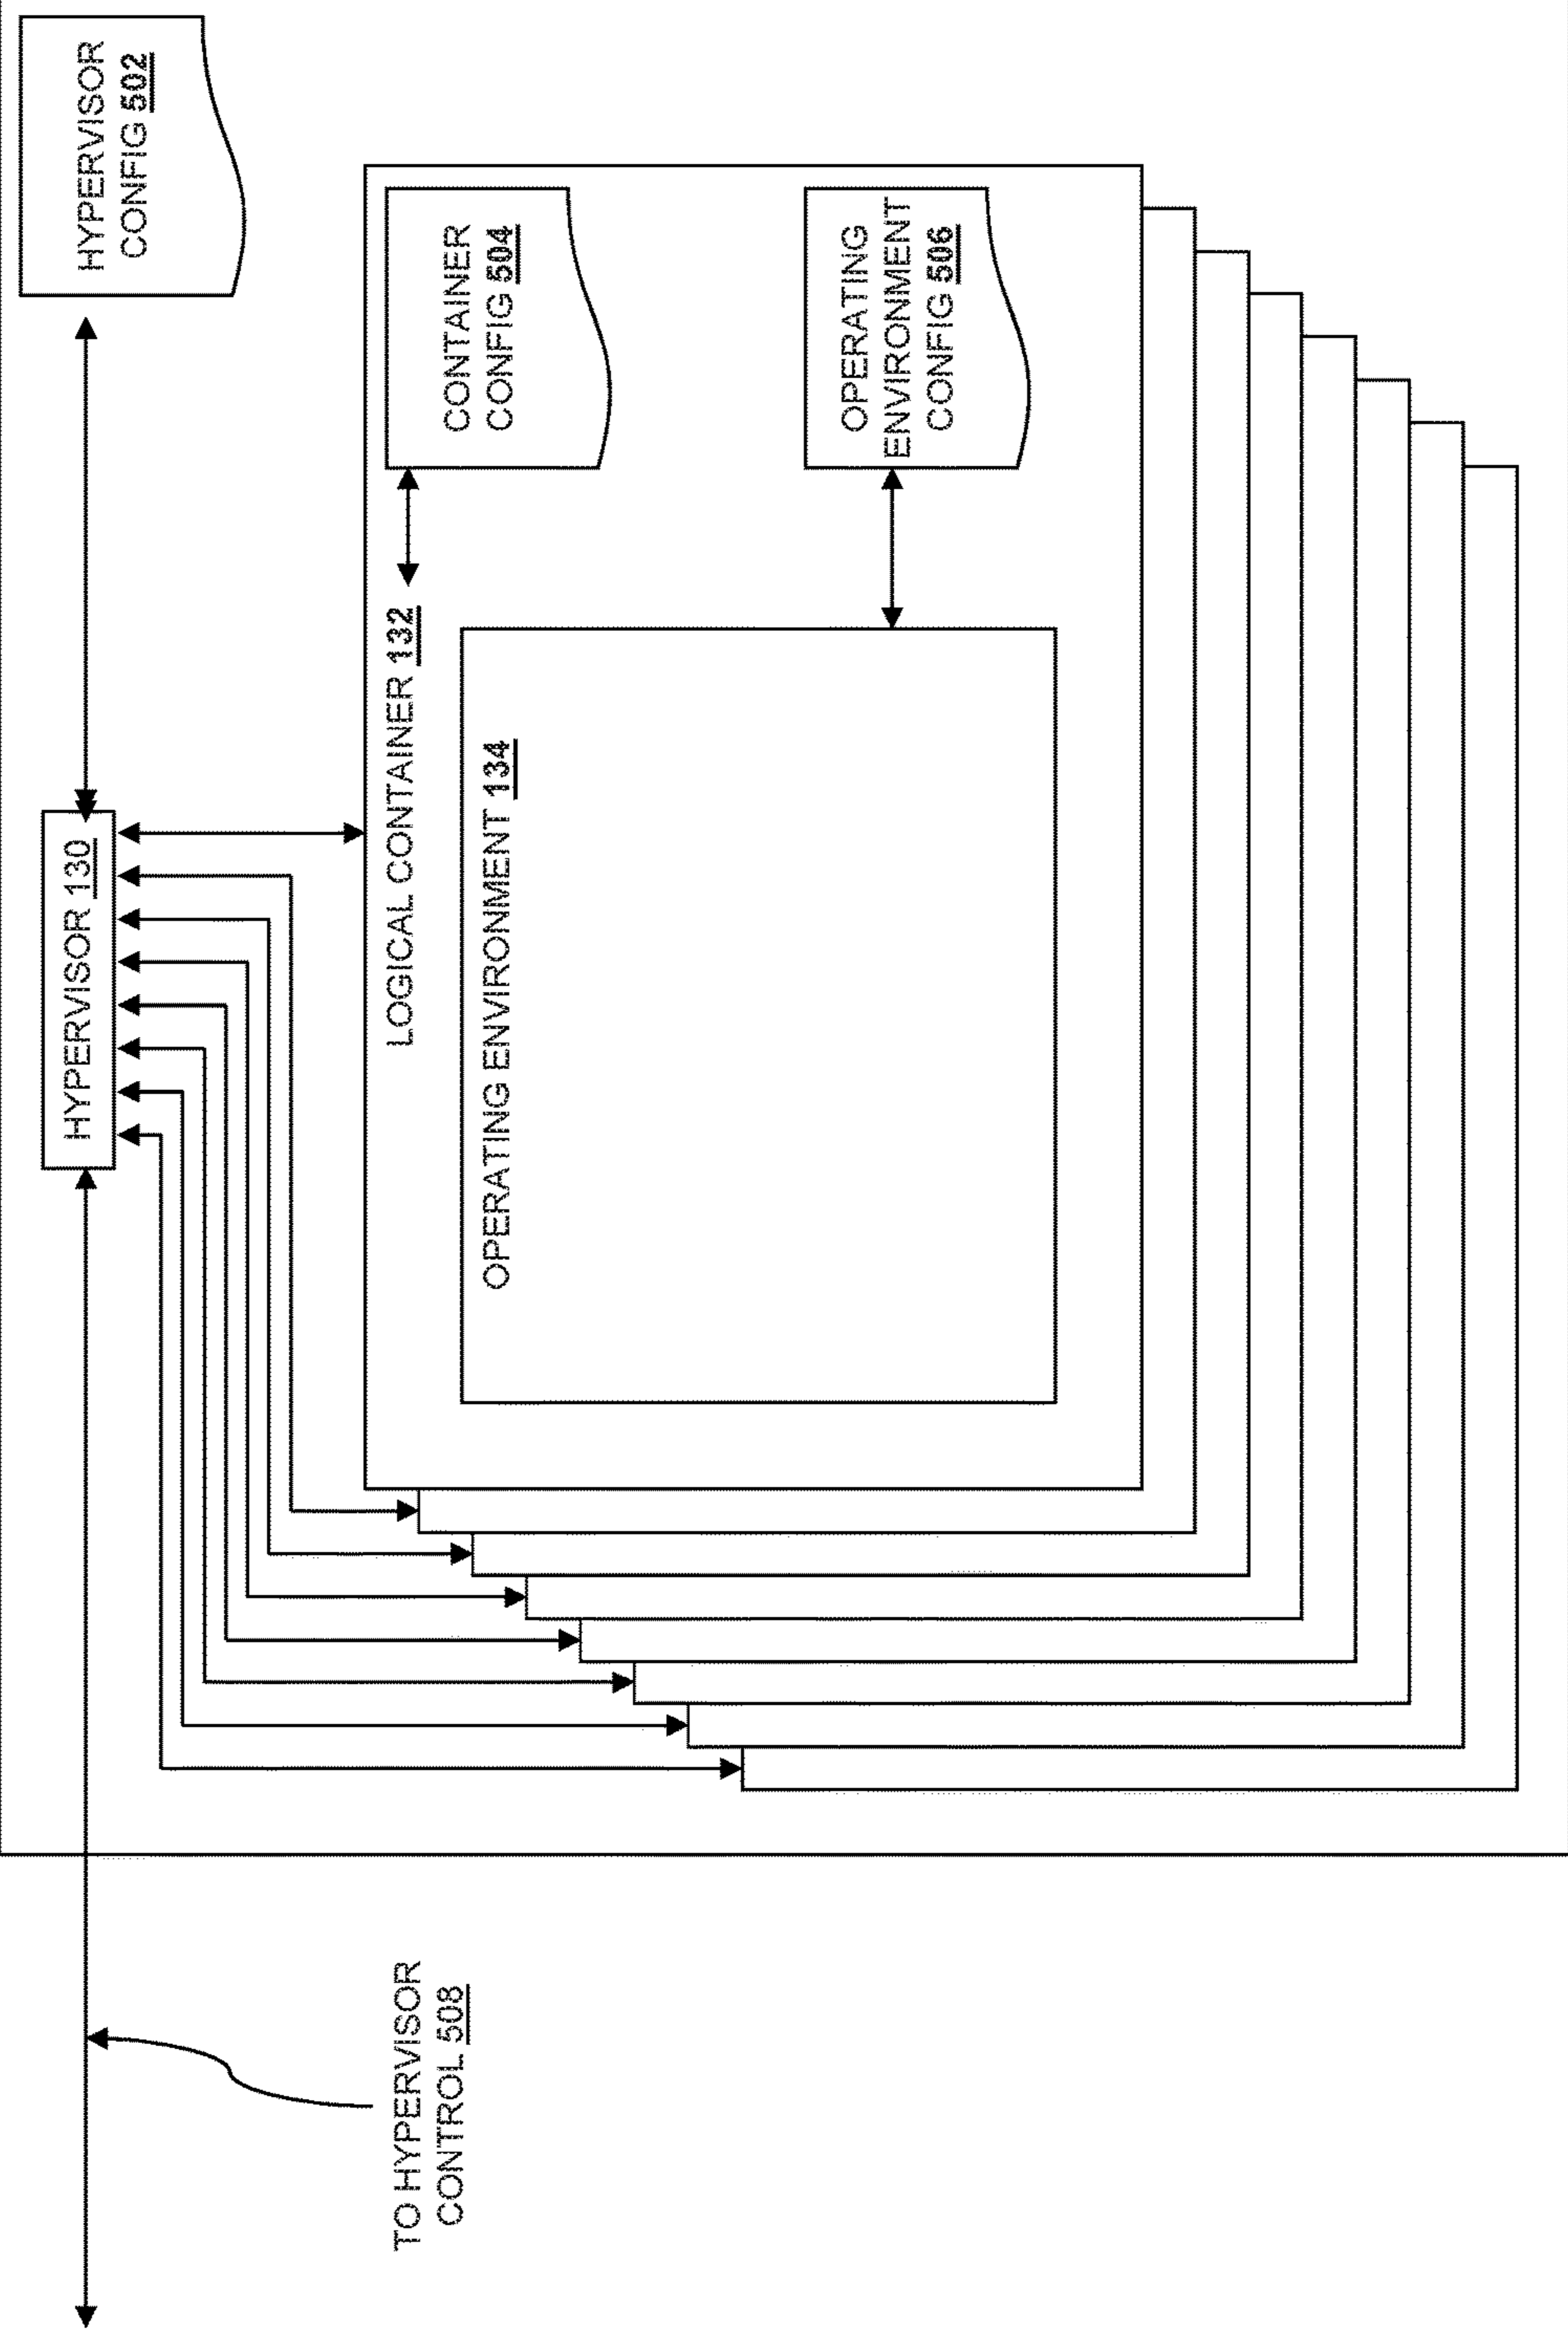 HYPERVISOR
CONFIG 502
HYPERVISOR 130
TO HYPERVISOR
CONTROL 508
LOGICAL CONTAINER 132
CONTAINER
CONFIG 504
OPERATING ENVIRONMENT 134
OPERATING
ENVIRONMENT
CONFIG 506